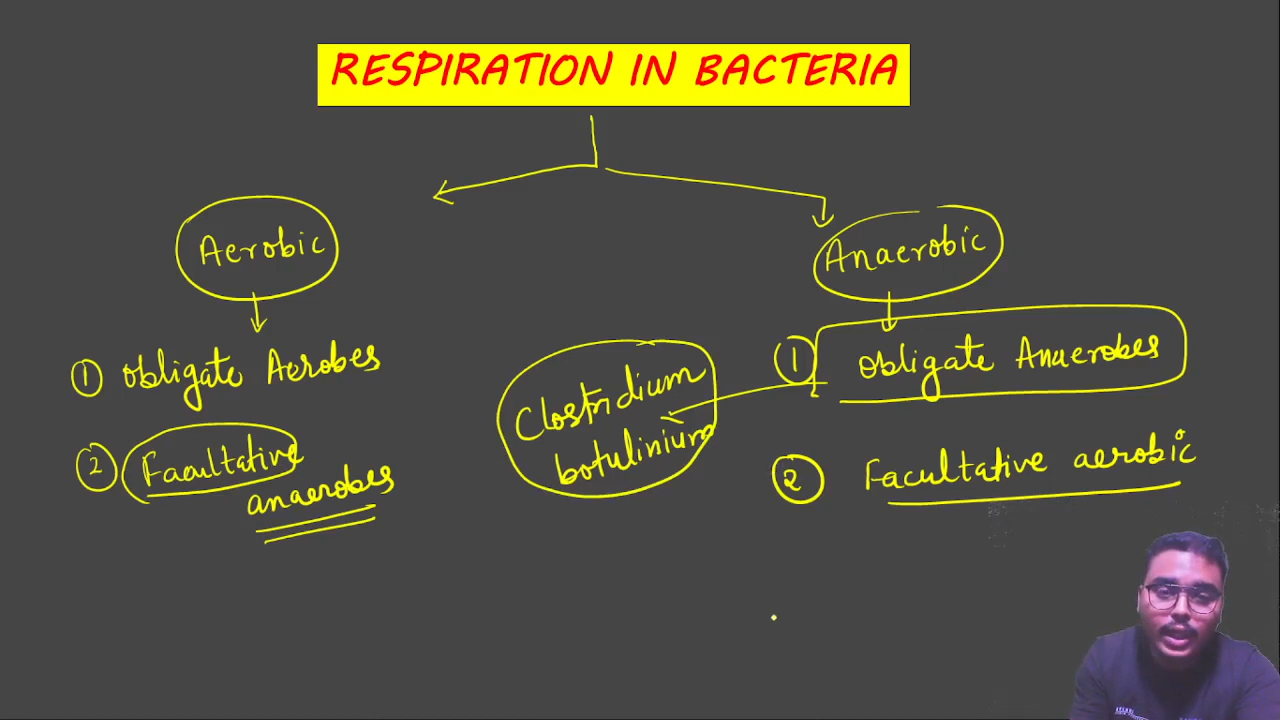 RESPIRATION IN BACTERIA
Aerobic
① Obligate Aerobes
② Facultative
anaerobes
Clostridium
botulinium
Anaerobic
① Obligate Anaerobes
② Facultative aerobic